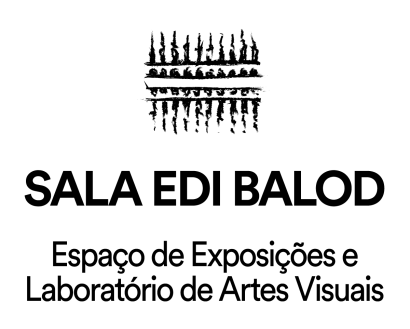 SALA EDI BALOD
Espaço de Exposições e
Laboratório de Artes Visuais